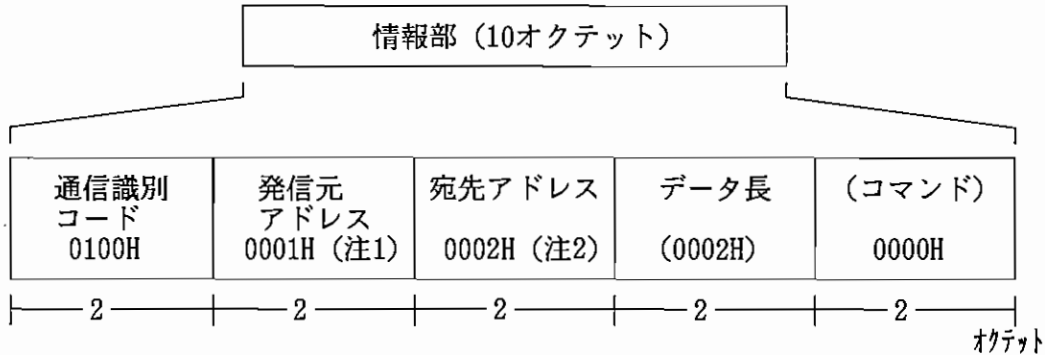 情報部（10オクテット）
通信識別 発信元 宛先アドレス データ長 （コマンド）
コード アドレス
0100H 0001H（注1） 0002H（注2） （0002H） 0000H
2 2 2 2 2
オクテット